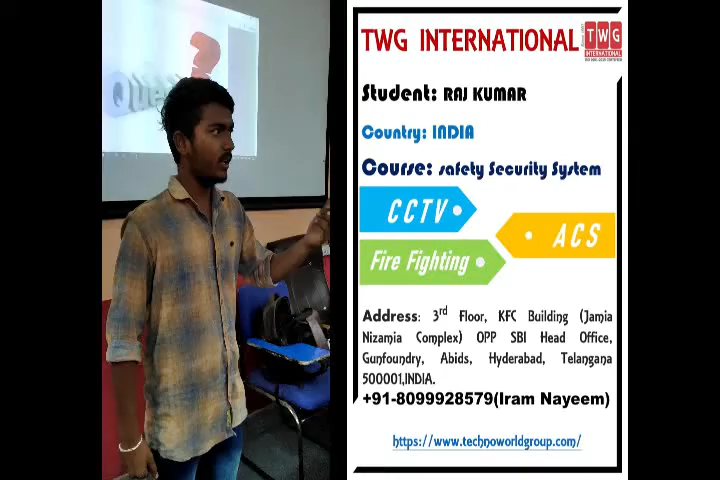 Ques
?
TWG INTERNATIONAL
TWG
INTERNATIONAL
Student: RAJ KUMAR
Country: INDIA
Course: safety Security System
CCTV
ACS
Fire Fighting
Address: 3rd Floor, KFC Building (Jamia
Nizamia Complex) OPP SBI Head Office,
Gunfoundry, Abids, Hyderabad, Telangana
500001,INDIA.
+91-8099928579(Iram Nayeem)
https://www.technoworldgroup.com/